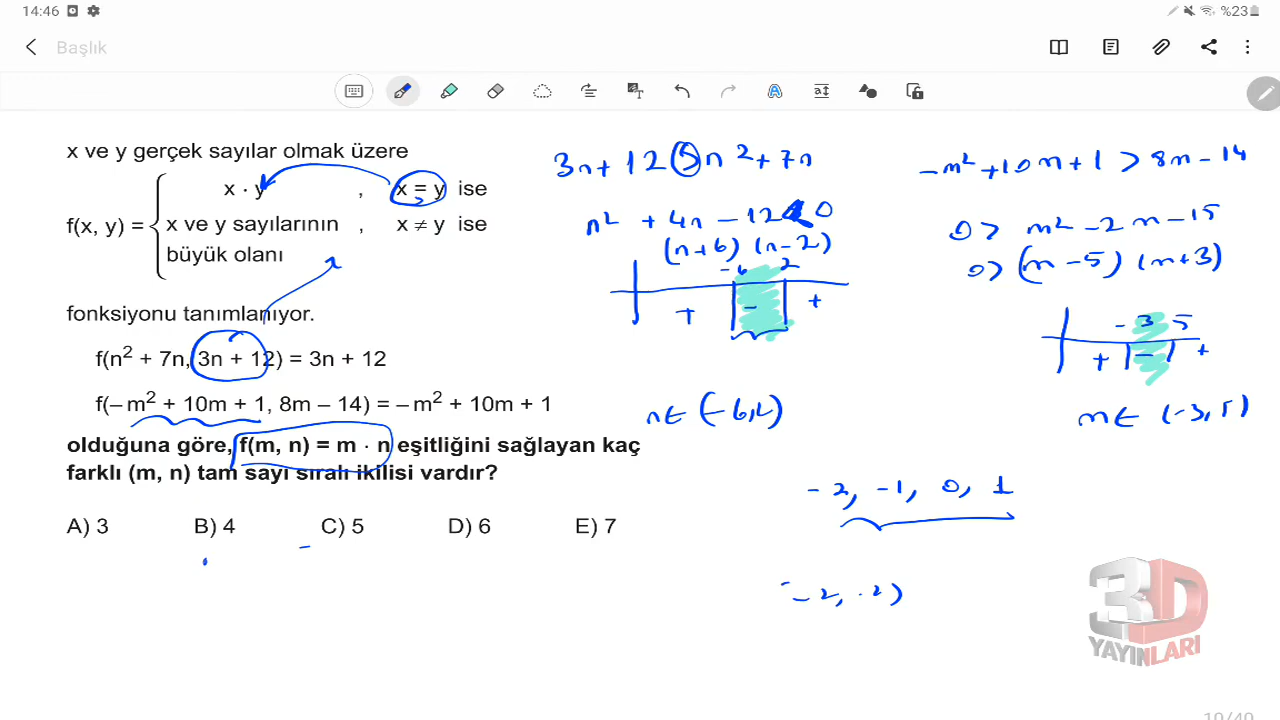 14:46
%23
Başlık
x ve y gerçek sayılar olmak üzere
f(x, y) =
x · y , x = y ise
x ve y sayılarının , x ≠ y ise
büyük olanı
fonksiyonu tanımlanıyor.
f(n² + 7n, 3n + 12) = 3n + 12
f(–m² + 10m + 1, 8m – 14) = –m² + 10m + 1
olduğuna göre, f(m, n) = m · n eşitliğini sağlayan kaç
farklı (m, n) tam sayı sıralı ikilisi vardır?
A) 3 B) 4 C) 5 D) 6 E) 7
n² + 4n - 12 < 0
(n+6) (n-2)
-6 2
+ - +
n ∈ (-6,2)
-m² + 10m + 1 > 8m - 14
0 > m² - 2m - 15
0 > (m - 5) (m + 3)
-3 5
+ - +
m ∈ (-3, 5)
-2, -1, 0, 1
-2, -2)
3D
YAYINLARI
10/40